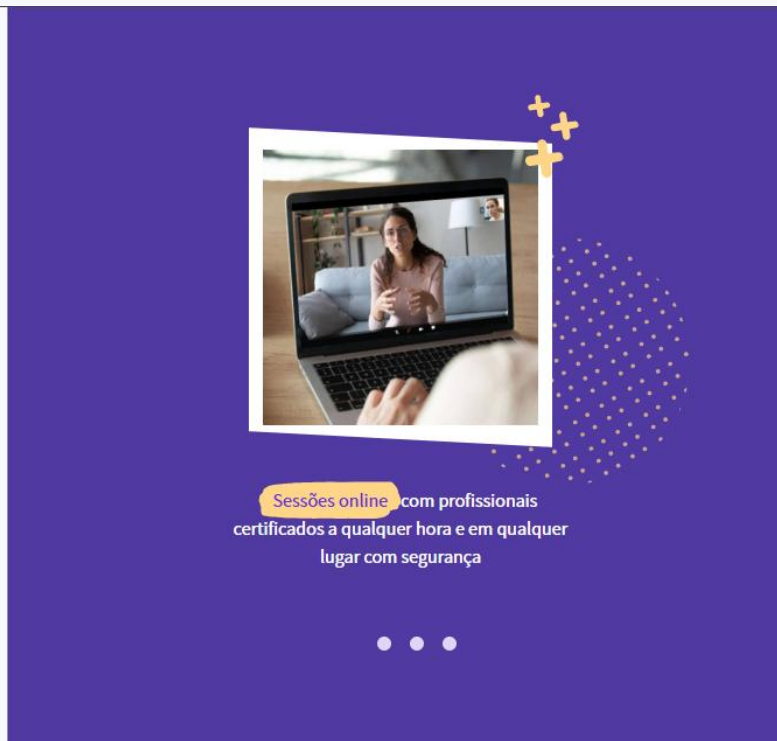 Sessões online com profissionais
certificados a qualquer hora e em qualquer
lugar com segurança